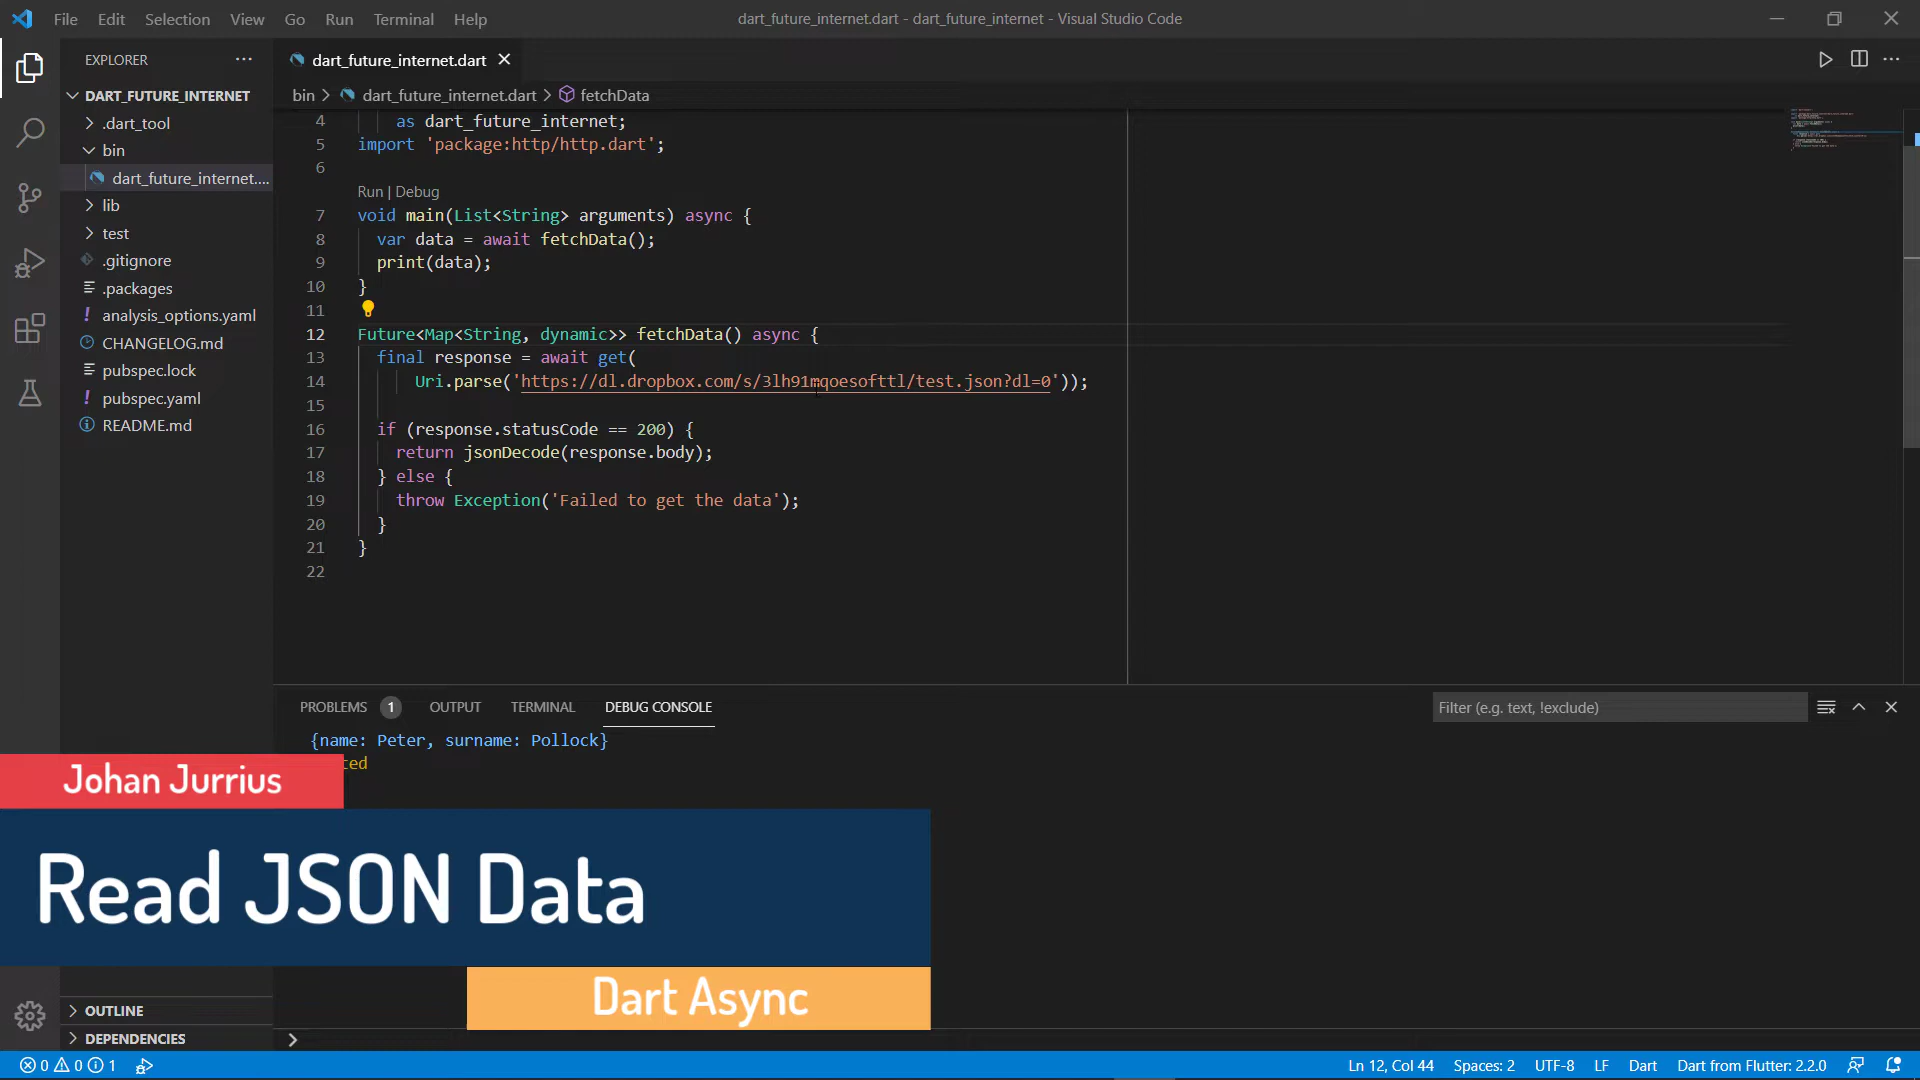 File Edit Selection View Go Run Terminal Help
dart_future_internet.dart - dart_future_internet - Visual Studio Code
EXPLORER
DART_FUTURE_INTERNET
.dart_tool
bin
dart_future_internet....
lib
test
.gitignore
.packages
analysis_options.yaml
CHANGELOG.md
pubspec.lock
pubspec.yaml
README.md
OUTLINE
DEPENDENCIES
dart_future_internet.dart
bin > dart_future_internet.dart > fetchData
4 as dart_future_internet;
5 import 'package:http/http.dart';
6
Run | Debug
7 void main(List<String> arguments) async {
8 var data = await fetchData();
9 print(data);
10 }
11
12 Future<Map<String, dynamic>> fetchData() async {
13 final response = await get(
14 Uri.parse('https://dl.dropbox.com/s/3lh91mqoesofttl/test.json?dl=0'));
15
16 if (response.statusCode == 200) {
17 return jsonDecode(response.body);
18 } else {
19 throw Exception('Failed to get the data');
20 }
21 }
22
PROBLEMS 1 OUTPUT TERMINAL DEBUG CONSOLE
Filter (e.g. text, !exclude)
{name: Peter, surname: Pollock}
ted
Johan Jurrius
Read JSON Data
Dart Async
0 0 1
Ln 12, Col 44 Spaces: 2 UTF-8 LF Dart Dart from Flutter: 2.2.0